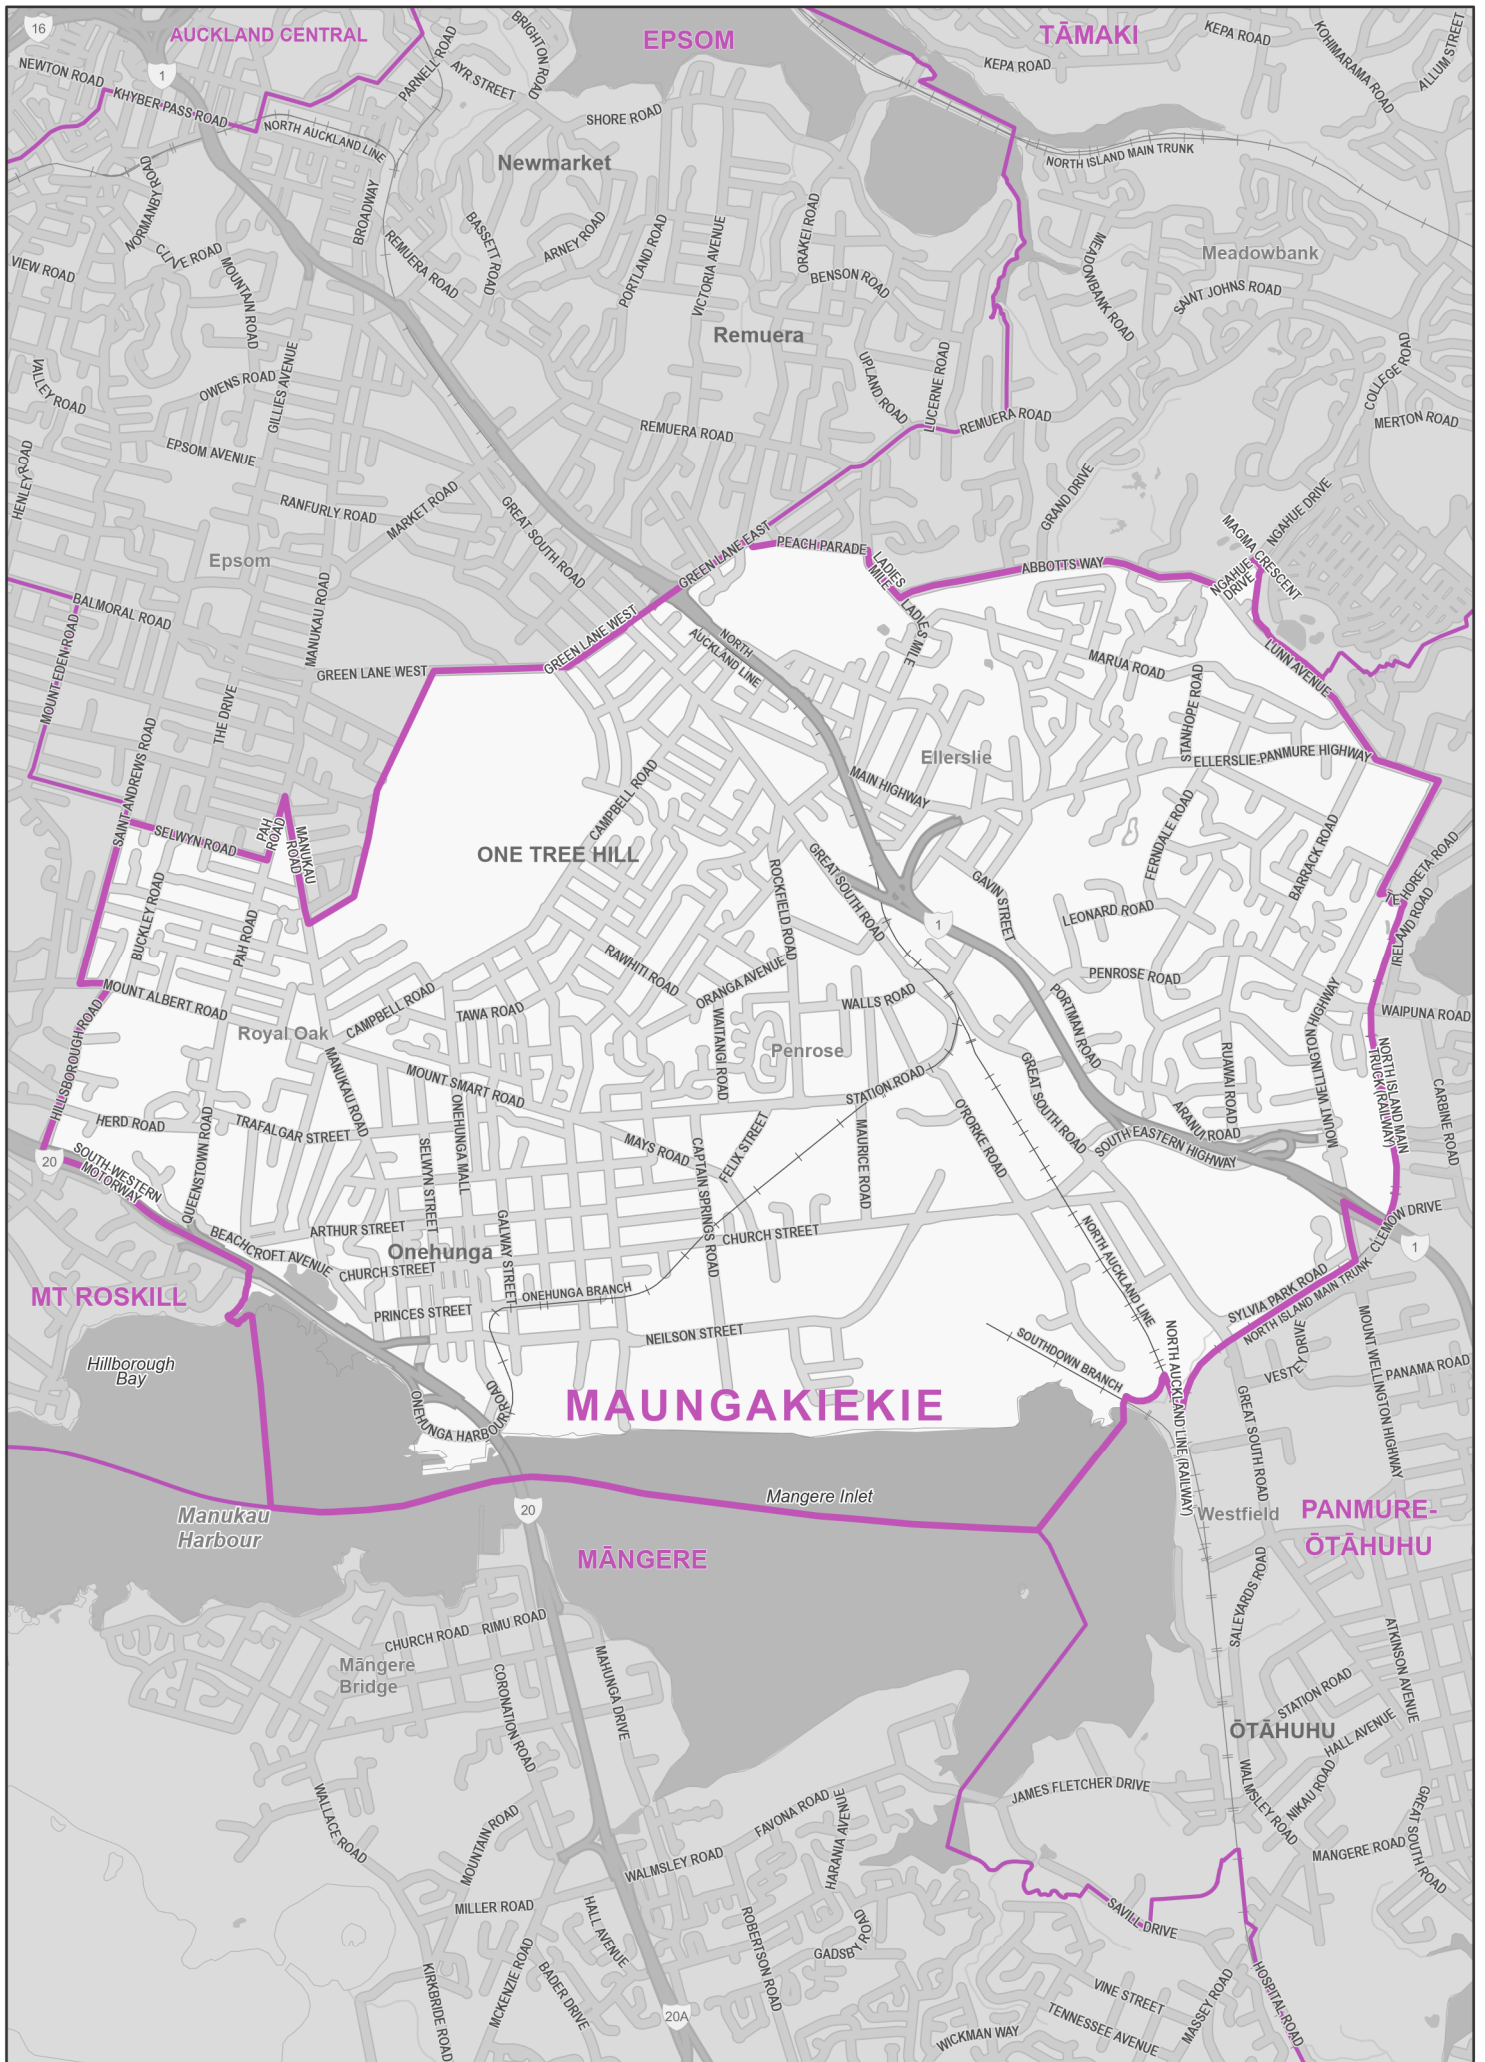 16
AUCKLAND CENTRAL
EPSOM
TĀMAKI
BRIGHTON ROAD
KEPA ROAD
KOHIMARAMA ROAD
ALLUM STREET
NEWTON ROAD
1
PARNELL ROAD
AYR STREET
KEPA ROAD
KHYBER PASS ROAD
NORTH AUCKLAND LINE
SHORE ROAD
Newmarket
NORTH ISLAND MAIN TRUNK
NORMANBY ROAD
BROADWAY
BASSETT ROAD
ARNEY ROAD
PORTLAND ROAD
VICTORIA AVENUE
ORAKEI ROAD
BENSON ROAD
MEADOWBANK ROAD
Meadowbank
SAINT JOHNS ROAD
VIEW ROAD
CLIVE ROAD
MOUNTAIN ROAD
REMUERA ROAD
Remuera
VALLEY ROAD
OWENS ROAD
GILLIES AVENUE
UPLAND ROAD
LUCERNE ROAD
COLLEGE ROAD
MERTON ROAD
HENLEY ROAD
EPSOM AVENUE
REMUERA ROAD
REMUERA ROAD
RANFURLY ROAD
MARKET ROAD
GREAT SOUTH ROAD
GRAND DRIVE
NGAHUE DRIVE
MAGMA CRESCENT
Epsom
GREEN LANE EAST
PEACH PARADE
LADIES
MILE
ABBOTTS WAY
NGAHUE
DRIVE
BALMORAL ROAD
MOUNT EDEN ROAD
MANUKAU ROAD
GREEN LANE WEST
GREEN LANE WEST
NORTH
AUCKLAND LINE
LADIES MILE
LUNN AVENUE
MARUA ROAD
STANHOPE ROAD
THE DRIVE
SAINT ANDREWS ROAD
CAMPBELL ROAD
MAIN HIGHWAY
Ellerslie
ELLERSLIE-PANMURE HIGHWAY
SELWYN ROAD
PAH
ROAD
MANUKAU
ROAD
ONE TREE HILL
ROCKFIELD ROAD
GREAT SOUTH ROAD
GAVIN STREET
FERNDALE ROAD
BARRACK ROAD
TE HORETA ROAD
IRELAND ROAD
BUCKLEY ROAD
PAH ROAD
1
LEONARD ROAD
RAWHITI ROAD
ORANGA AVENUE
PENROSE ROAD
MOUNT ALBERT ROAD
CAMPBELL ROAD
TAWA ROAD
WALLS ROAD
WAITANGI ROAD
PORTMAN ROAD
WAIPUNA ROAD
Royal Oak
Penrose
HILLSBOROUGH ROAD
MANUKAU ROAD
MOUNT SMART ROAD
STATION ROAD
GREAT SOUTH ROAD
RUAWAI ROAD
MOUNT WELLINGTON HIGHWAY
NORTH ISLAND MAIN
TRUCK (RAILWAY)
CARBINE ROAD
HERD ROAD
QUEENSTOWN ROAD
TRAFALGAR STREET
ONEHUNGA MALL
SELWYN STREET
MAYS ROAD
CAPTAIN SPRINGS ROAD
FELIX STREET
MAURICE ROAD
O'RORKE ROAD
ARANUI ROAD
SOUTH EASTERN HIGHWAY
20
SOUTH-WESTERN
MOTORWAY
BEACHCROFT AVENUE
ARTHUR STREET
Onehunga
CHURCH STREET
GALWAY STREET
CHURCH STREET
NORTH AUCKLAND LINE
CLEMOW DRIVE
1
MT ROSKILL
PRINCES STREET
ONEHUNGA BRANCH
NEILSON STREET
SOUTHDOWN BRANCH
SYLVIA PARK ROAD
NORTH ISLAND MAIN TRUNK
VESTEY DRIVE
MOUNT WELLINGTON HIGHWAY
PANAMA ROAD
Hillborough
Bay
MAUNGAKIEKIE
ONEHUNGA HARBOUR
ROAD
NORTH AUCKLAND LINE (RAILWAY)
GREAT SOUTH ROAD
Mangere Inlet
Manukau
Harbour
20
Westfield
PANMURE-
ŌTĀHUHU
MĀNGERE
CHURCH ROAD
RIMU ROAD
Māngere
Bridge
CORONATION ROAD
MAHUNGA DRIVE
SALEYARDS ROAD
ATKINSON AVENUE
STATION ROAD
ŌTĀHUHU
HALL AVENUE
NIKAU ROAD
WALMSLEY ROAD
WALLACE ROAD
MOUNTAIN ROAD
FAVONA ROAD
HARANIA AVENUE
JAMES FLETCHER DRIVE
MANGERE ROAD
GREAT SOUTH ROAD
WALMSLEY ROAD
MILLER ROAD
HALL AVENUE
ROBERTSON ROAD
GADSBY ROAD
SAVILL DRIVE
KIRKBRIDE ROAD
MCKENZIE ROAD
BADER DRIVE
20A
WICKMAN WAY
VINE STREET
TENNESSEE AVENUE
MASSEY ROAD
HOSPITAL ROAD